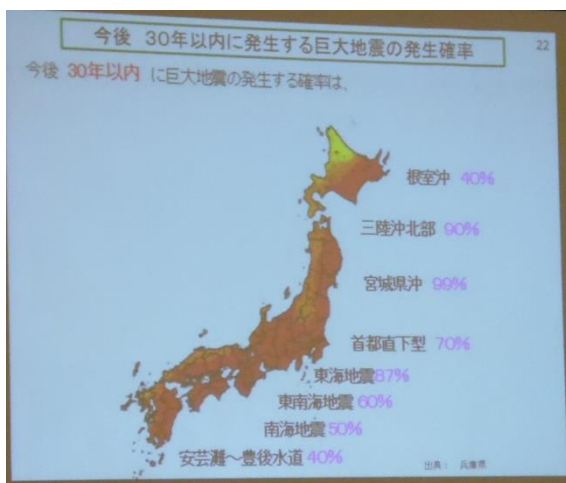 今後 30年以内に発生する巨大地震の発生確率
22
今後 30年以内 に巨大地震の発生する確率は、
根室沖 40%
三陸沖北部 90%
宮城県沖 99%
首都直下型 70%
東海地震87%
東南海地震 60%
南海地震 50%
安芸灘～豊後水道 40%
出典： 兵庫県